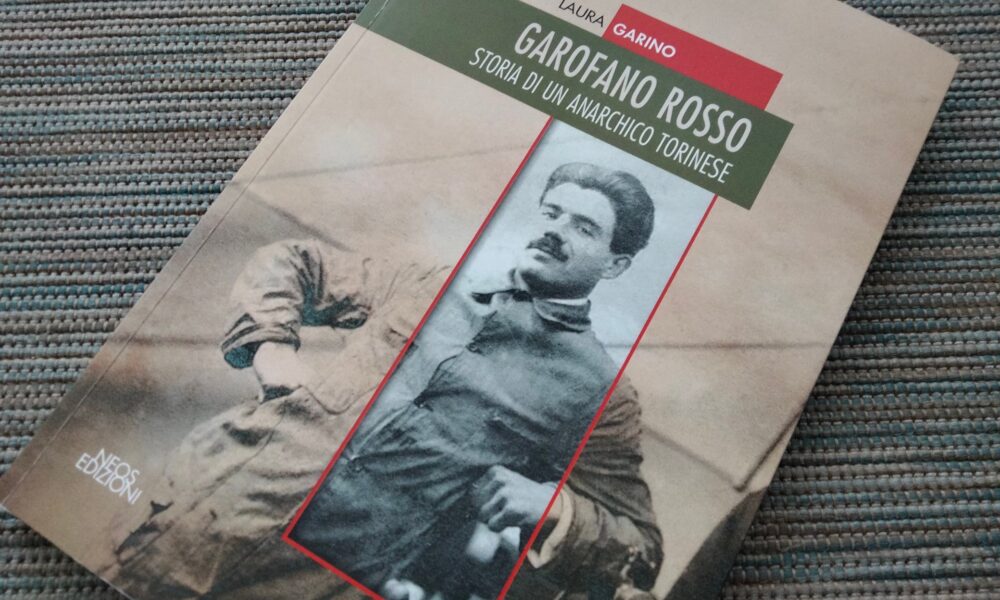 LAURA GARINO
GAROFANO ROSSO
STORIA DI UN ANARCHICO TORINESE
NEOS
EDIZIONI